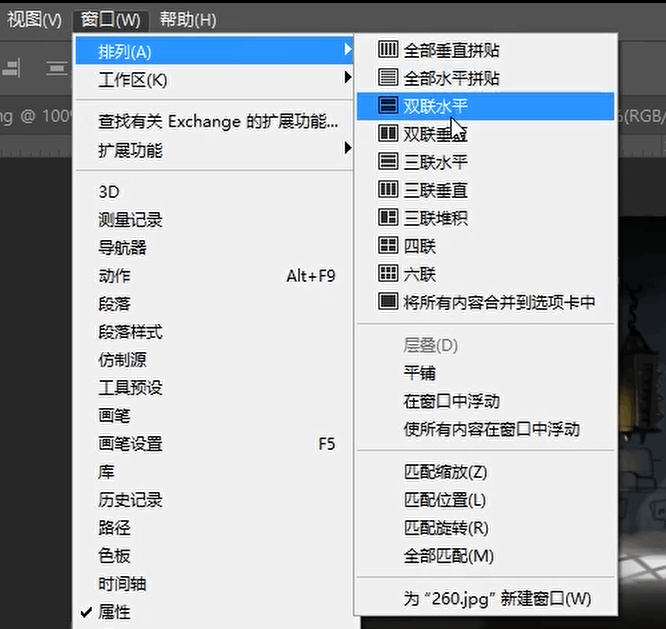 视图(V) 窗口(W) 帮助(H)
排列(A)
工作区(K)
查找有关 Exchange 的扩展功能...
扩展功能
3D
测量记录
导航器
动作 Alt+F9
段落
段落样式
仿制源
工具预设
画笔
画笔设置 F5
库
历史记录
路径
色板
时间轴
属性
全部垂直拼贴
全部水平拼贴
双联水平
双联垂直
三联水平
三联垂直
三联堆积
四联
六联
将所有内容合并到选项卡中
层叠(D)
平铺
在窗口中浮动
使所有内容在窗口中浮动
匹配缩放(Z)
匹配位置(L)
匹配旋转(R)
全部匹配(M)
为 “260.jpg” 新建窗口(W)
ng @ 100%
%(RGB/